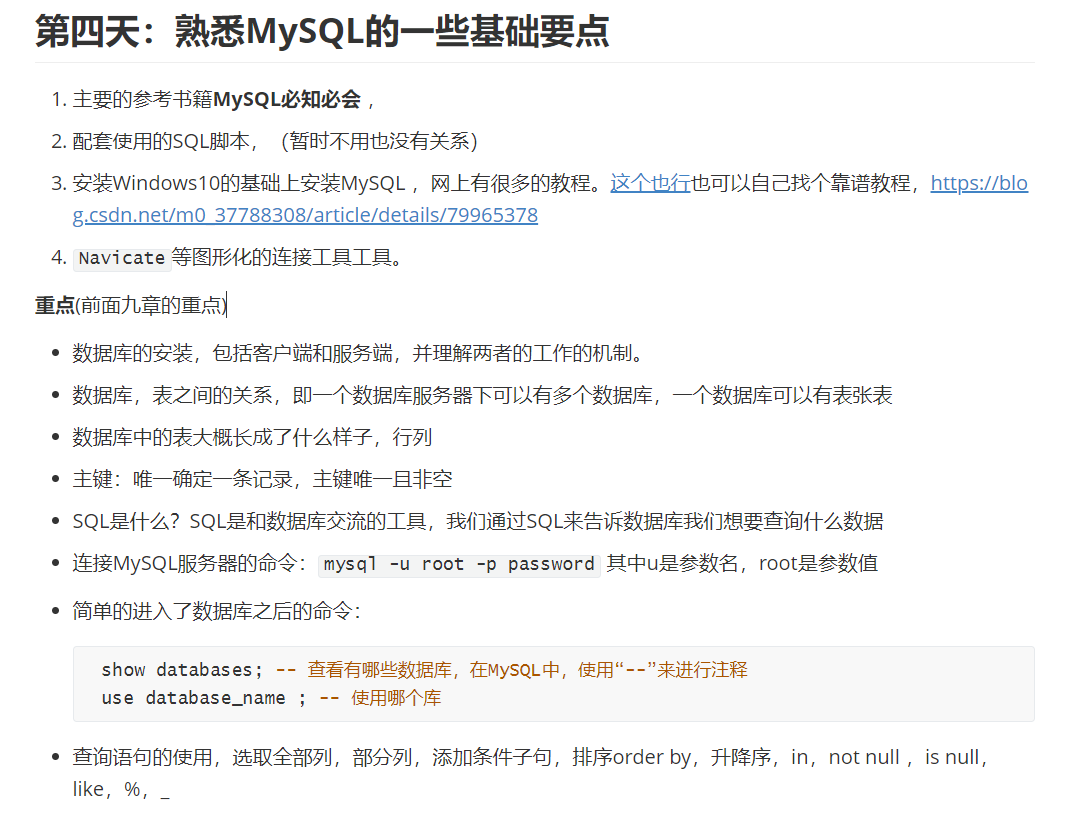 第四天：熟悉MySQL的一些基础要点
1. 主要的参考书籍MySQL必知必会 ，
2. 配套使用的SQL脚本，（暂时不用也没有关系）
3. 安装Windows10的基础上安装MySQL ，网上有很多的教程。这个也行也可以自己找个靠谱教程，https://blo
g.csdn.net/m0_37788308/article/details/79965378
4. Navicate等图形化的连接工具工具。
重点(前面九章的重点)
• 数据库的安装，包括客户端和服务端，并理解两者的工作的机制。
• 数据库，表之间的关系，即一个数据库服务器下可以有多个数据库，一个数据库可以有表张表
• 数据库中的表大概长成了什么样子，行列
• 主键：唯一确定一条记录，主键唯一且非空
• SQL是什么？SQL是和数据库交流的工具，我们通过SQL来告诉数据库我们想要查询什么数据
• 连接MySQL服务器的命令：mysql -u root -p password 其中u是参数名，root是参数值
• 简单的进入了数据库之后的命令：
show databases; -- 查看有哪些数据库，在MySQL中，使用“--”来进行注释
use database_name ; -- 使用哪个库
• 查询语句的使用，选取全部列，部分列，添加条件子句，排序order by，升降序，in，not null ，is null，
like，%，_